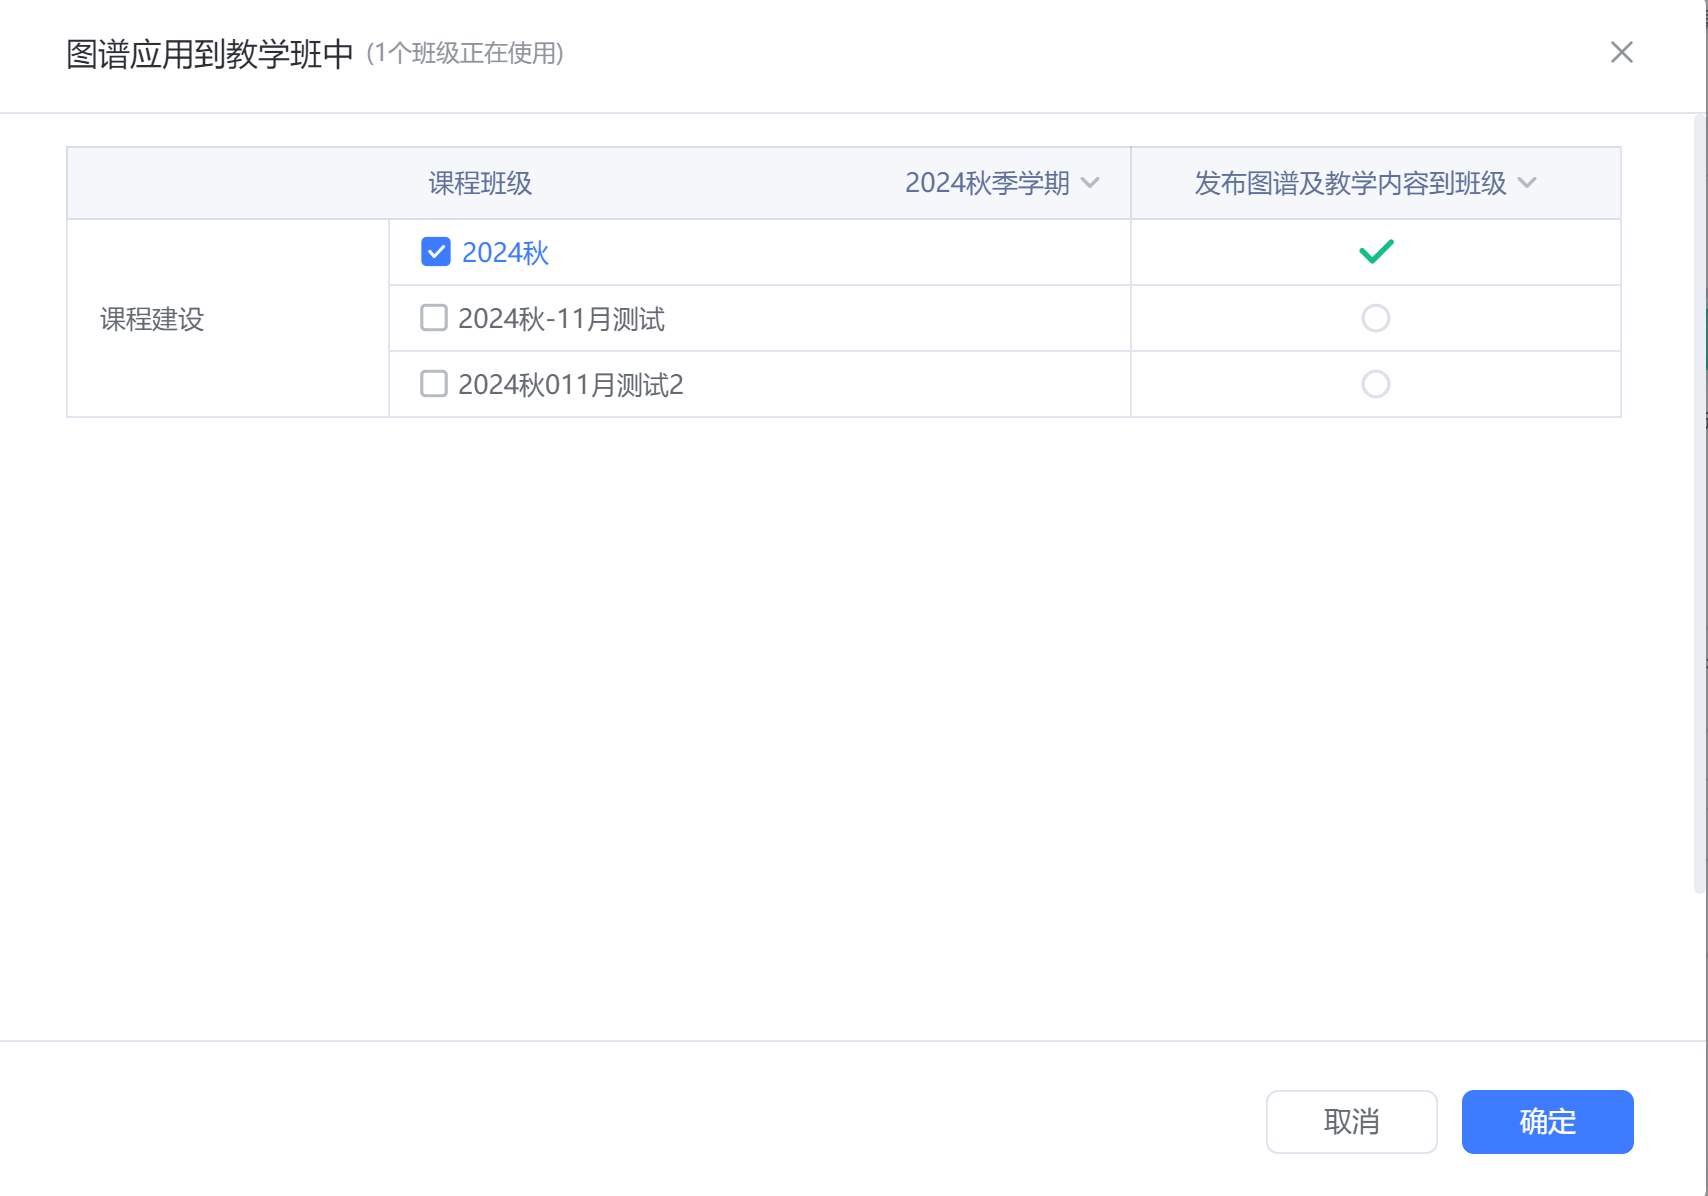 图谱应用到教学班中 (1个班级正在使用)
课程班级 2024秋季学期 发布图谱及教学内容到班级
课程建设
2024秋
2024秋-11月测试
2024秋011月测试2
取消 确定